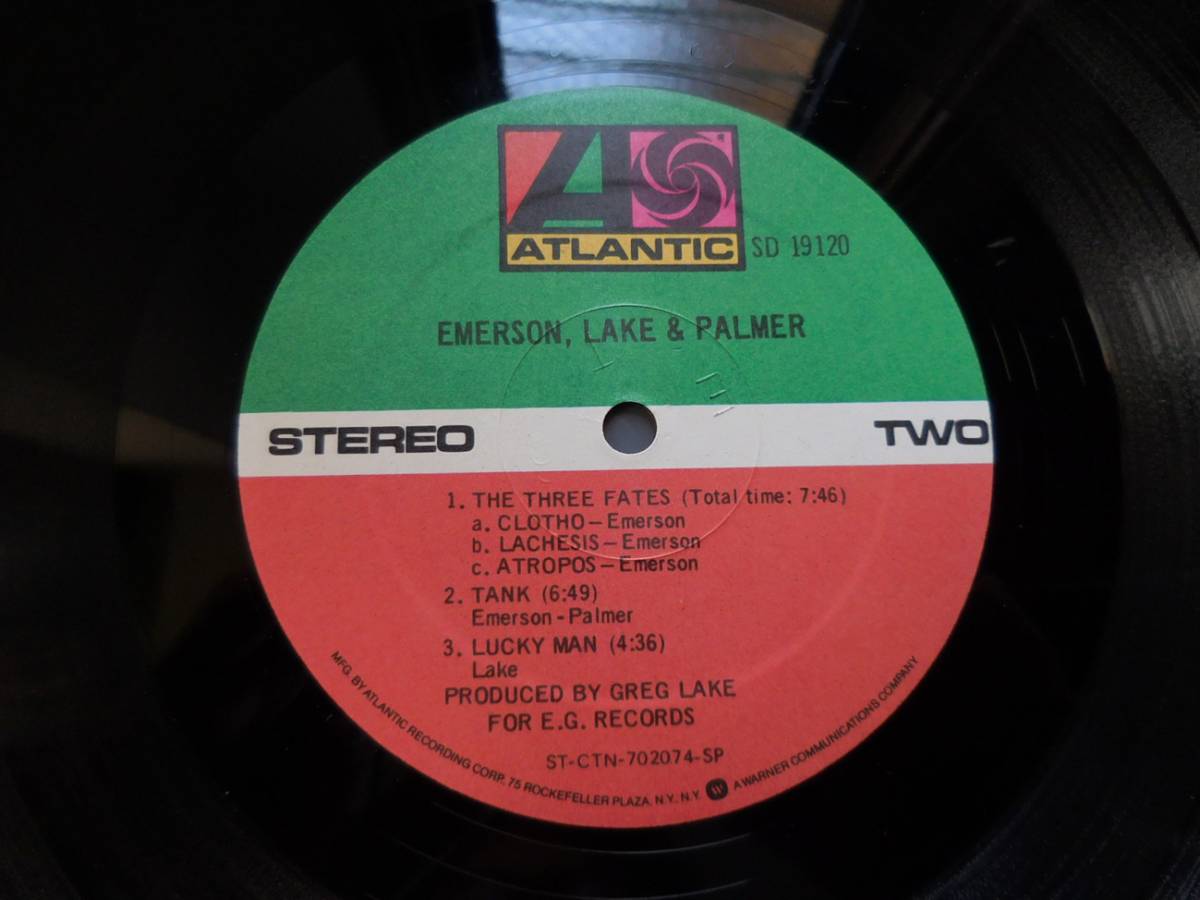 ATLANTIC SD 19120
EMERSON, LAKE & PALMER
STEREO TWO
1. THE THREE FATES (Total time: 7:46)
a. CLOTHO – Emerson
b. LACHESIS – Emerson
c. ATROPOS – Emerson
2. TANK (6:49)
Emerson - Palmer
3. LUCKY MAN (4:36)
Lake
PRODUCED BY GREG LAKE
FOR E.G. RECORDS
ST-CTN-702074-SP
MFG. BY ATLANTIC RECORDING CORP. 75 ROCKEFELLER PLAZA, N.Y. N.Y. A WARNER COMMUNICATIONS COMPANY